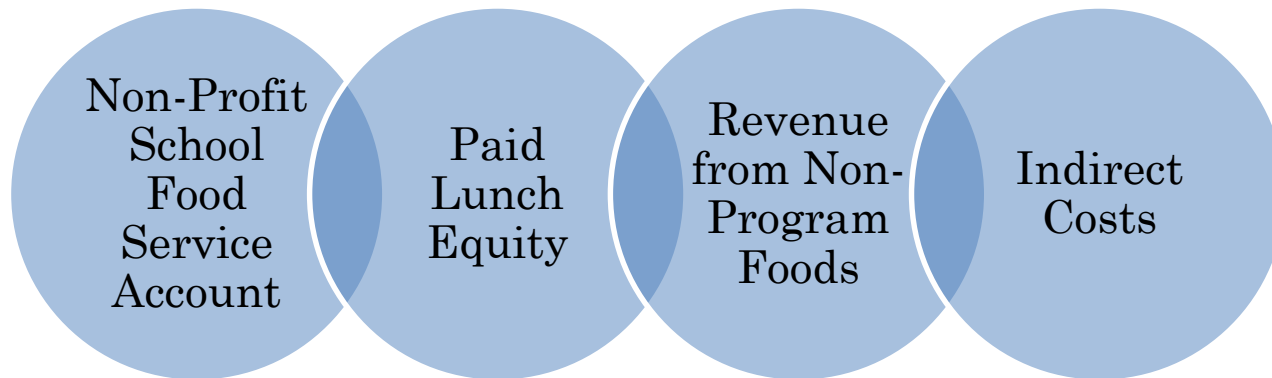 Non-Profit
School
Food
Service
Account
Paid
Lunch
Equity
Revenue
from Non-
Program
Foods
Indirect
Costs